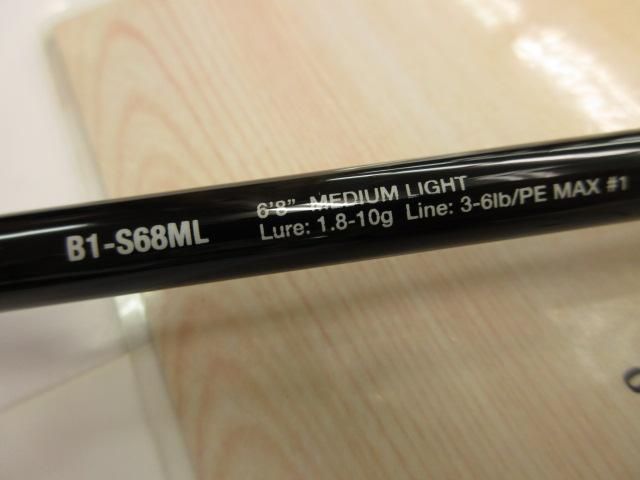 B1-S68ML
6'8" MEDIUM LIGHT
Lure: 1.8-10g Line: 3-6lb/PE MAX #1